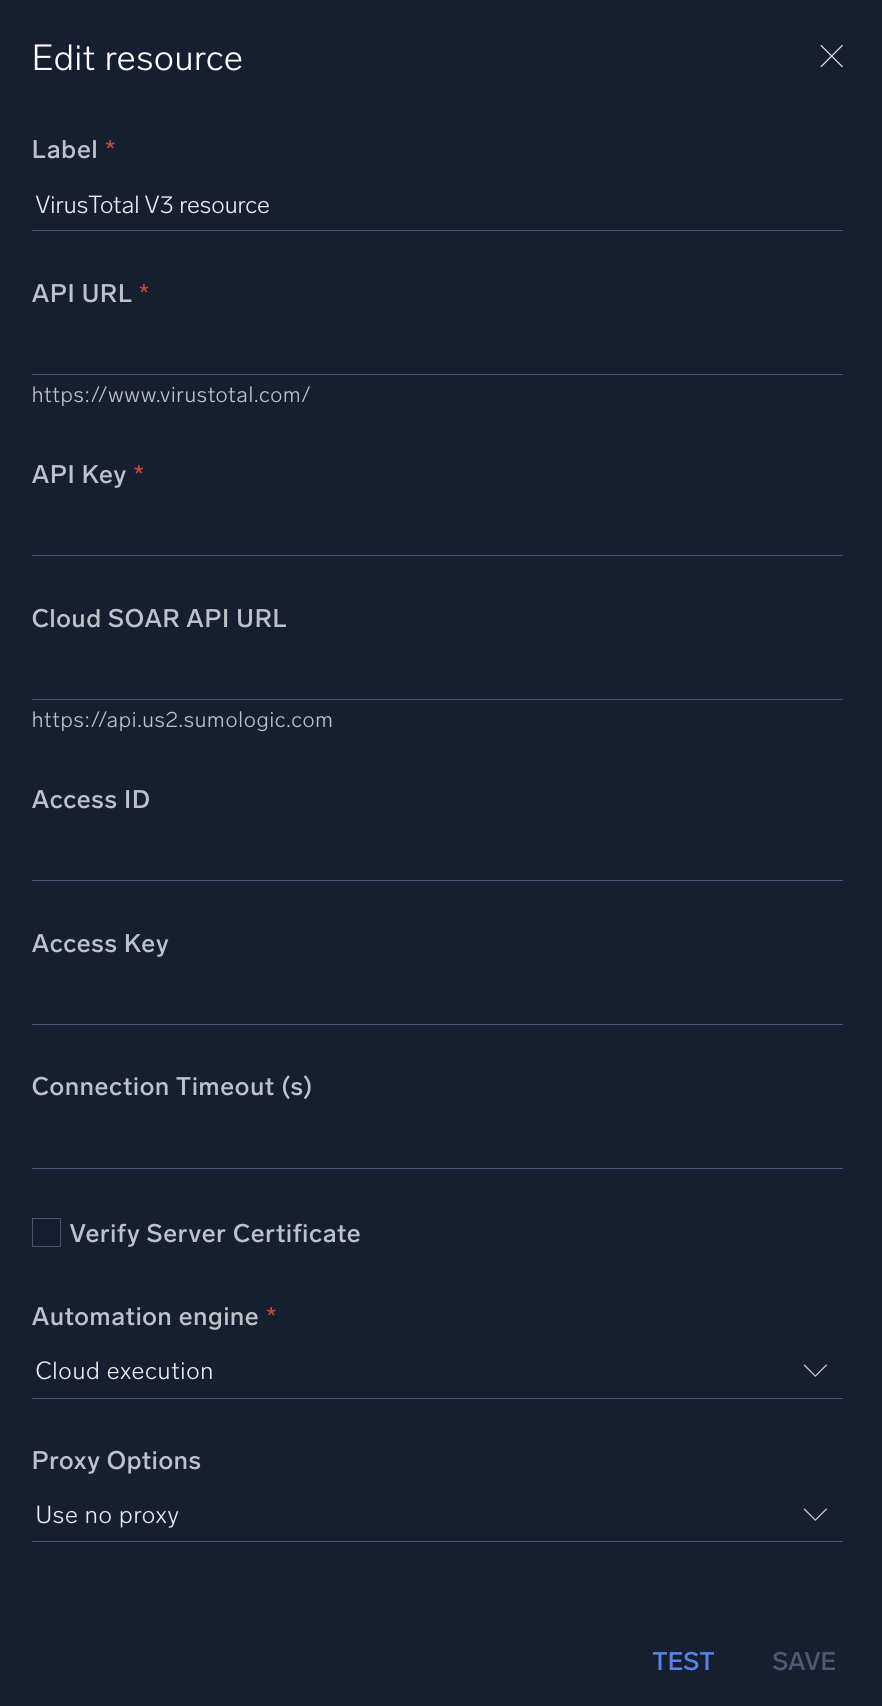 Edit resource
Label *
VirusTotal V3 resource
API URL *
https://www.virustotal.com/
API Key *
Cloud SOAR API URL
https://api.us2.sumologic.com
Access ID
Access Key
Connection Timeout (s)
Verify Server Certificate
Automation engine *
Cloud execution
Proxy Options
Use no proxy
TEST SAVE